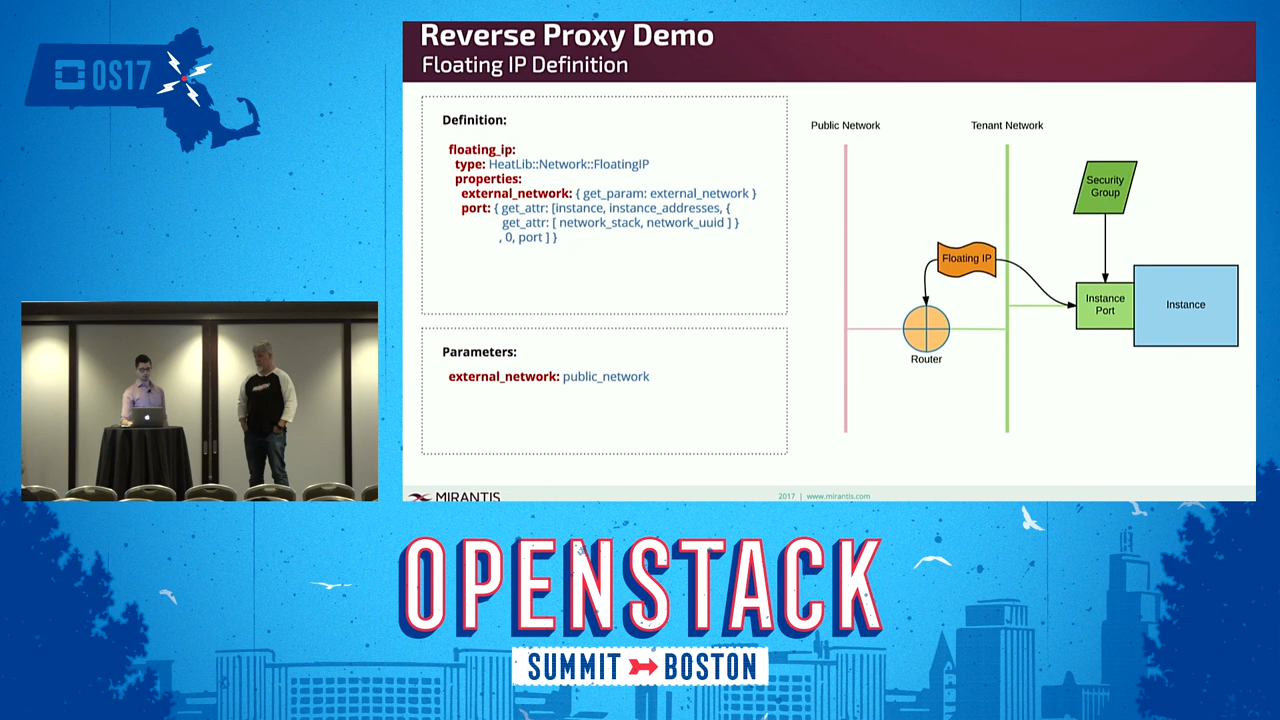 OS17
Reverse Proxy Demo
Floating IP Definition
Definition:
floating_ip:
type: HeatLib::Network::FloatingIP
properties:
external_network: { get_param: external_network }
port: { get_attr: [instance, instance_addresses, {
get_attr: [ network_stack, network_uuid ] }
, 0, port ] }
Parameters:
external_network: public_network
Public Network
Tenant Network
Security
Group
Floating IP
Instance
Port
Instance
Router
MIRANTIS
2017 | www.mirantis.com
OPENSTACK
SUMMIT BOSTON